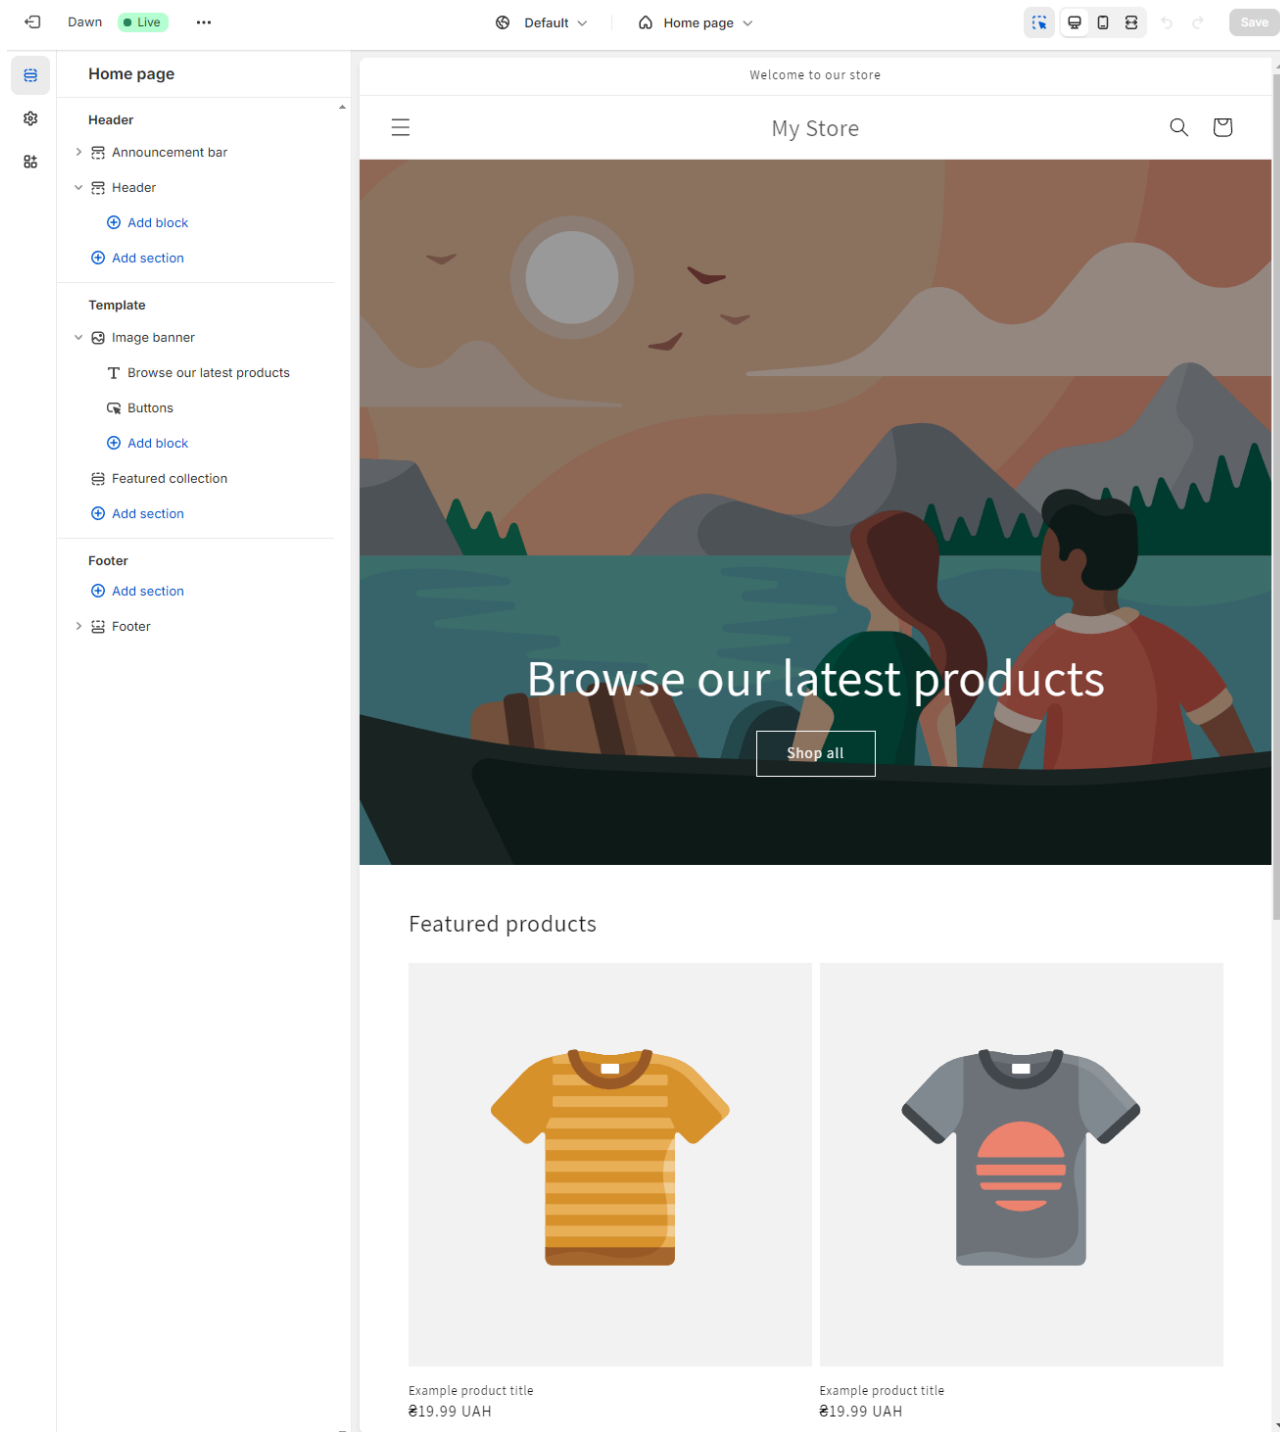 Dawn
Live
Default
Home page
Save
Home page
Header
Announcement bar
Header
Add block
Add section
Template
Image banner
Browse our latest products
Buttons
Add block
Featured collection
Add section
Footer
Add section
Footer
Welcome to our store
My Store
Browse our latest products
Shop all
Featured products
Example product title
₴19.99 UAH
Example product title
₴19.99 UAH